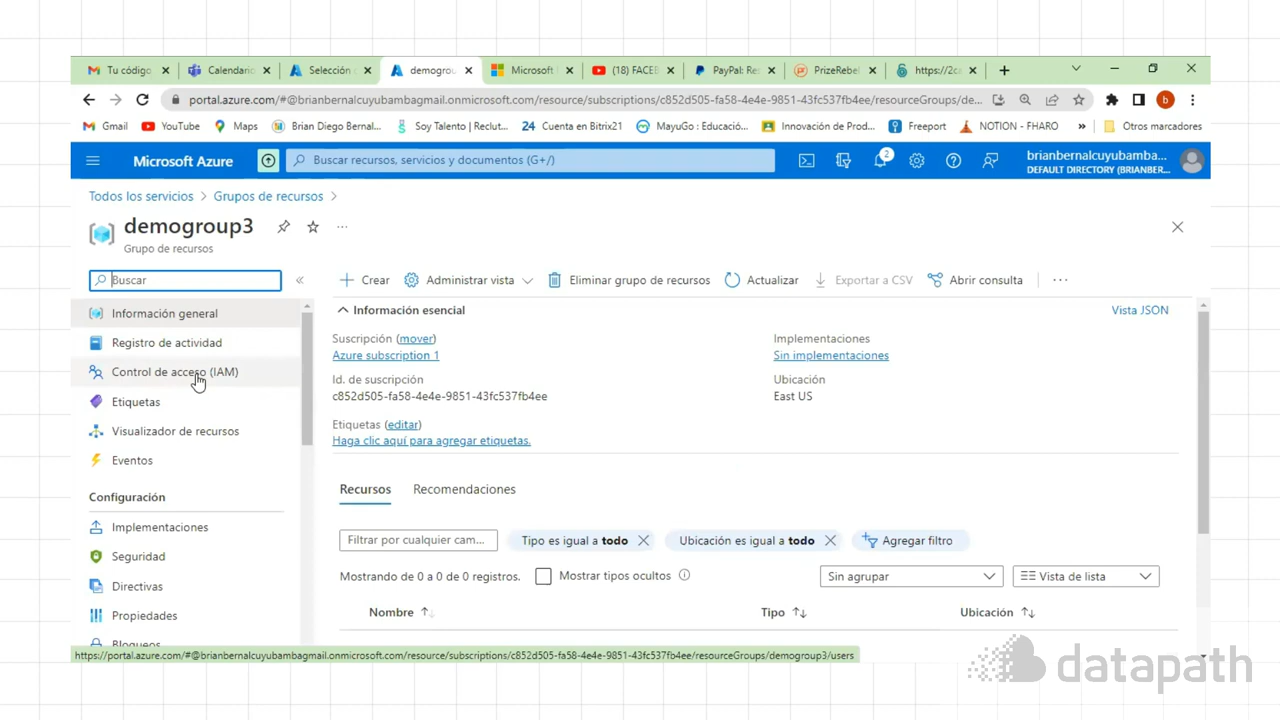 Tu código
Calendario
Selección
demogrou
Microsoft
(18) FACEB
PayPal: Re
PrizeRebel
https://2ca
portal.azure.com/#@brianbernalcuyubambagmail.onmicrosoft.com/resource/subscriptions/c852d505-fa58-4e4e-9851-43fc537fb4ee/resourceGroups/de...
b
Gmail
YouTube
Maps
Brian Diego Bernal...
Soy Talento | Reclut...
24 Cuenta en Bitrix21
MayuGo : Educació...
Innovación de Prod...
Freeport
NOTION - FHARO
»
Otros marcadores
Microsoft Azure
Buscar recursos, servicios y documentos (G+/)
2
brianbernalcuyubamba...
DEFAULT DIRECTORY (BRIANBER...
Todos los servicios > Grupos de recursos >
demogroup3
...
Grupo de recursos
Buscar
«
Crear
Administrar vista
Eliminar grupo de recursos
Actualizar
Exportar a CSV
Abrir consulta
...
Información general
Registro de actividad
Control de acceso (IAM)
Etiquetas
Visualizador de recursos
Eventos
Configuración
Implementaciones
Seguridad
Directivas
Propiedades
Bloqueos
Información esencial
Vista JSON
Suscripción (mover)
Azure subscription 1
Id. de suscripción
c852d505-fa58-4e4e-9851-43fc537fb4ee
Etiquetas (editar)
Haga clic aquí para agregar etiquetas.
Implementaciones
Sin implementaciones
Ubicación
East US
Recursos
Recomendaciones
Filtrar por cualquier cam...
Tipo es igual a todo
Ubicación es igual a todo
Agregar filtro
Mostrando de 0 a 0 de 0 registros.
Mostrar tipos ocultos
Sin agrupar
Vista de lista
Nombre
Tipo
Ubicación
https://portal.azure.com/#@brianbernalcuyubambagmail.onmicrosoft.com/resource/subscriptions/c852d505-fa58-4e4e-9851-43fc537fb4ee/resourceGroups/demogroup3/users
datapath